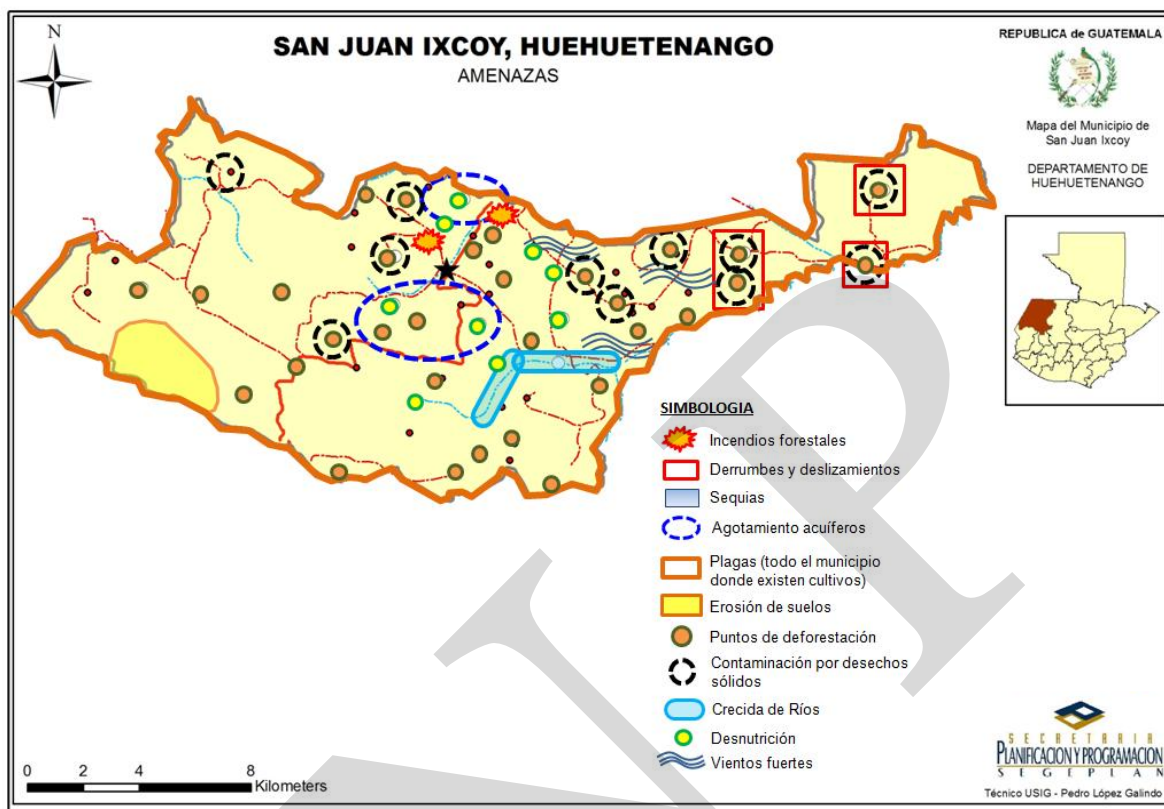 N
SAN JUAN IXCOY, HUEHUETENANGO
AMENAZAS
REPUBLICA de GUATEMALA
Mapa del Municipio de
San Juan Ixcoy
DEPARTAMENTO DE
HUEHUETENANGO
SIMBOLOGIA
Incendios forestales
Derrumbes y deslizamientos
Sequias
Agotamiento acuíferos
Plagas (todo el municipio
donde existen cultivos)
Erosión de suelos
Puntos de deforestación
Contaminación por desechos
sólidos
Crecida de Ríos
Desnutrición
Vientos fuertes
0 2 4 8
Kilometers
SECRETARIA
PLANIFICACION Y PROGRAMACION
SEGEPLAN
Técnico USIG - Pedro López Galindo
VP